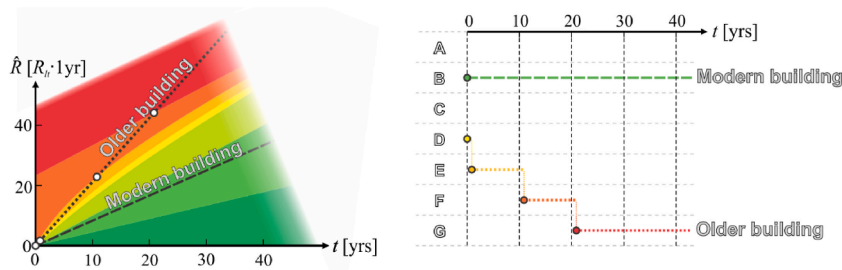 R̂ [Rₗₜ·1yr]
40
20
0
0 10 20 30 40
t [yrs]
Older building
Modern building
0 10 20 30 40
t [yrs]
A
B
Modern building
C
D
E
F
G
Older building